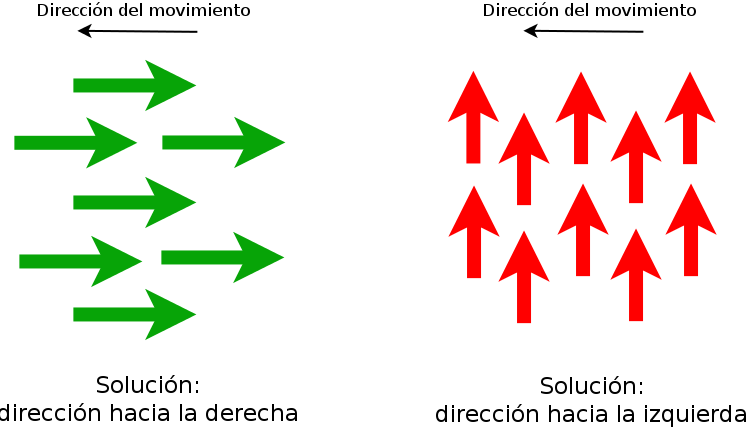 Dirección del movimiento
Solución:
dirección hacia la derecha
Dirección del movimiento
Solución:
dirección hacia la izquierda